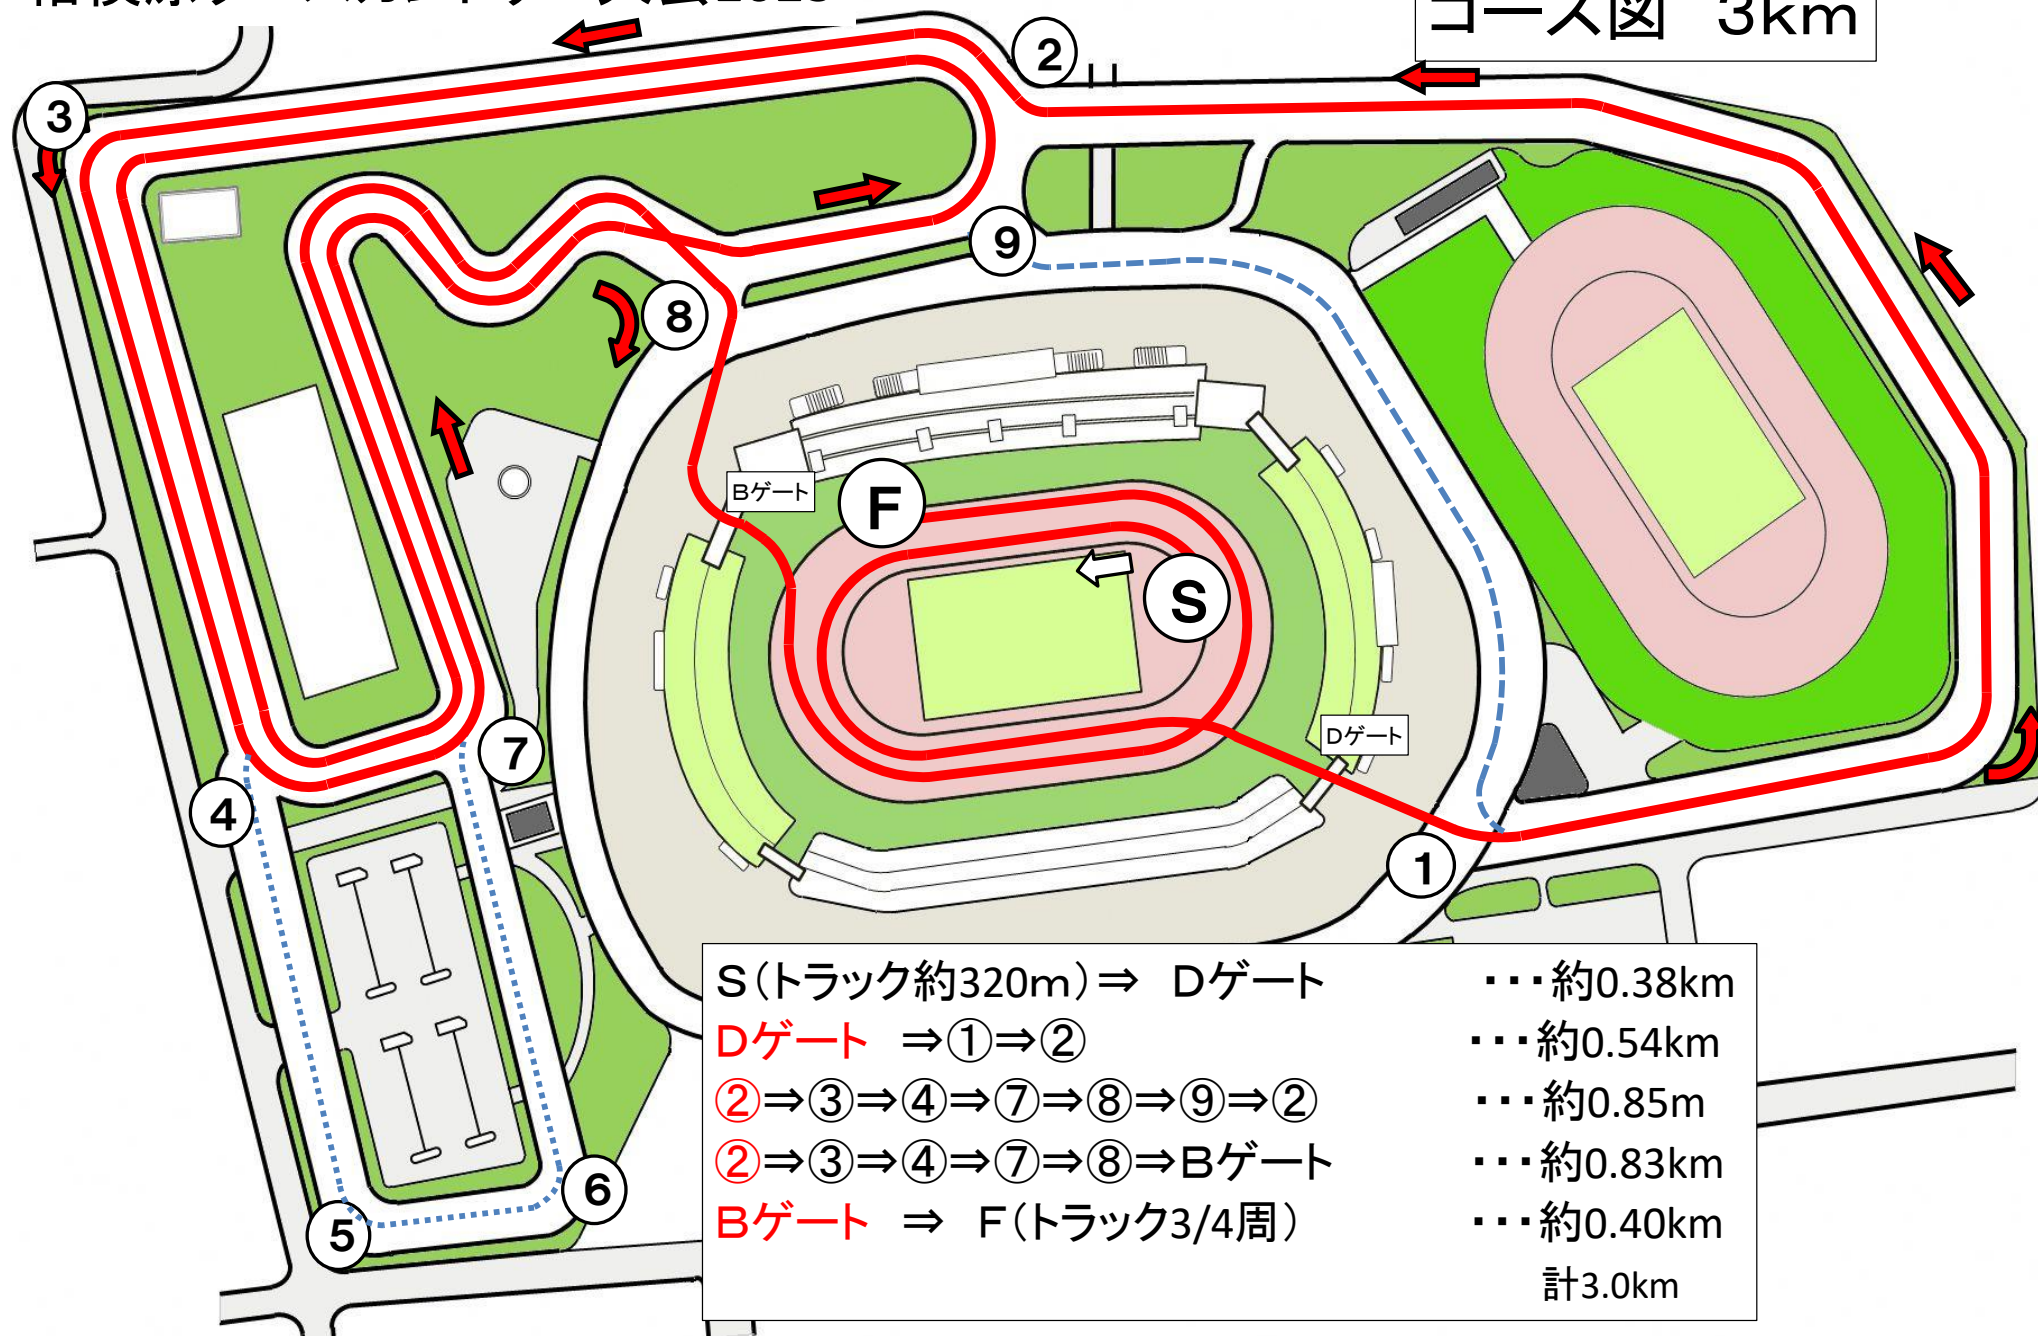 コース図 3km
2
3
9
8
Bゲート
F
S
Dゲート
7
4
1
6
5
S(トラック約320m)⇒ Dゲート ・・・約0.38km
Dゲート ⇒①⇒② ・・・約0.54km
②⇒③⇒④⇒⑦⇒⑧⇒⑨⇒② ・・・約0.85m
②⇒③⇒④⇒⑦⇒⑧⇒Bゲート ・・・約0.83km
Bゲート ⇒ F(トラック3/4周) ・・・約0.40km
計3.0km